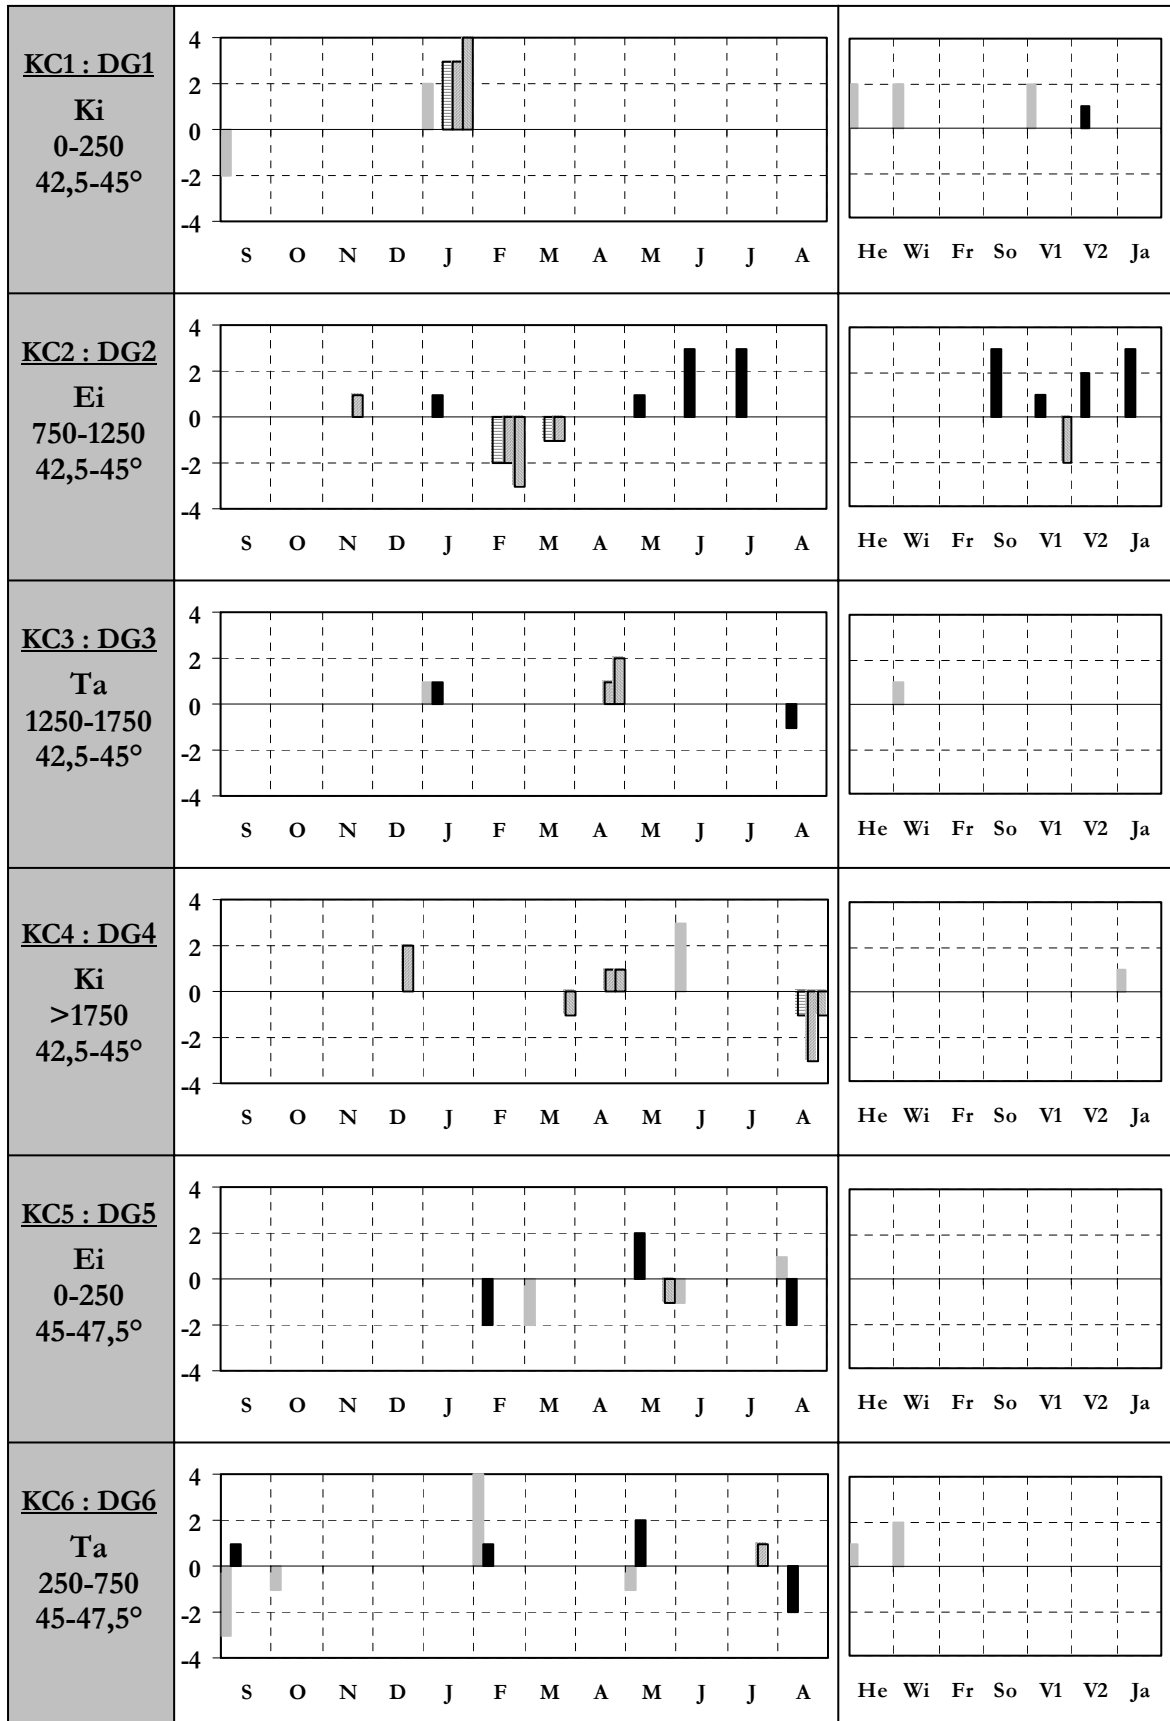 KC1 : DG1
Ki
0-250
42,5-45°
4
2
0
-2
-4
S O N D J F M A M J J A
He Wi Fr So V1 V2 Ja
KC2 : DG2
Ei
750-1250
42,5-45°
4
2
0
-2
-4
S O N D J F M A M J J A
He Wi Fr So V1 V2 Ja
KC3 : DG3
Ta
1250-1750
42,5-45°
4
2
0
-2
-4
S O N D J F M A M J J A
He Wi Fr So V1 V2 Ja
KC4 : DG4
Ki
>1750
42,5-45°
4
2
0
-2
-4
S O N D J F M A M J J A
He Wi Fr So V1 V2 Ja
KC5 : DG5
Ei
0-250
45-47,5°
4
2
0
-2
-4
S O N D J F M A M J J A
He Wi Fr So V1 V2 Ja
KC6 : DG6
Ta
250-750
45-47,5°
4
2
0
-2
-4
S O N D J F M A M J J A
He Wi Fr So V1 V2 Ja